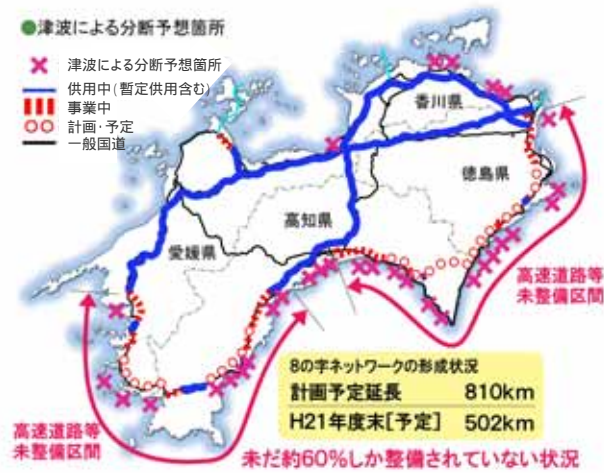 ●津波による分断予想箇所
津波による分断予想箇所
供用中(暫定供用含む)
事業中
計画・予定
一般国道
香川県
徳島県
高知県
愛媛県
高速道路等
未整備区間
8の字ネットワークの形成状況
計画予定延長 810km
H21年度末[予定] 502km
高速道路等
未整備区間
未だ約60%しか整備されていない状況